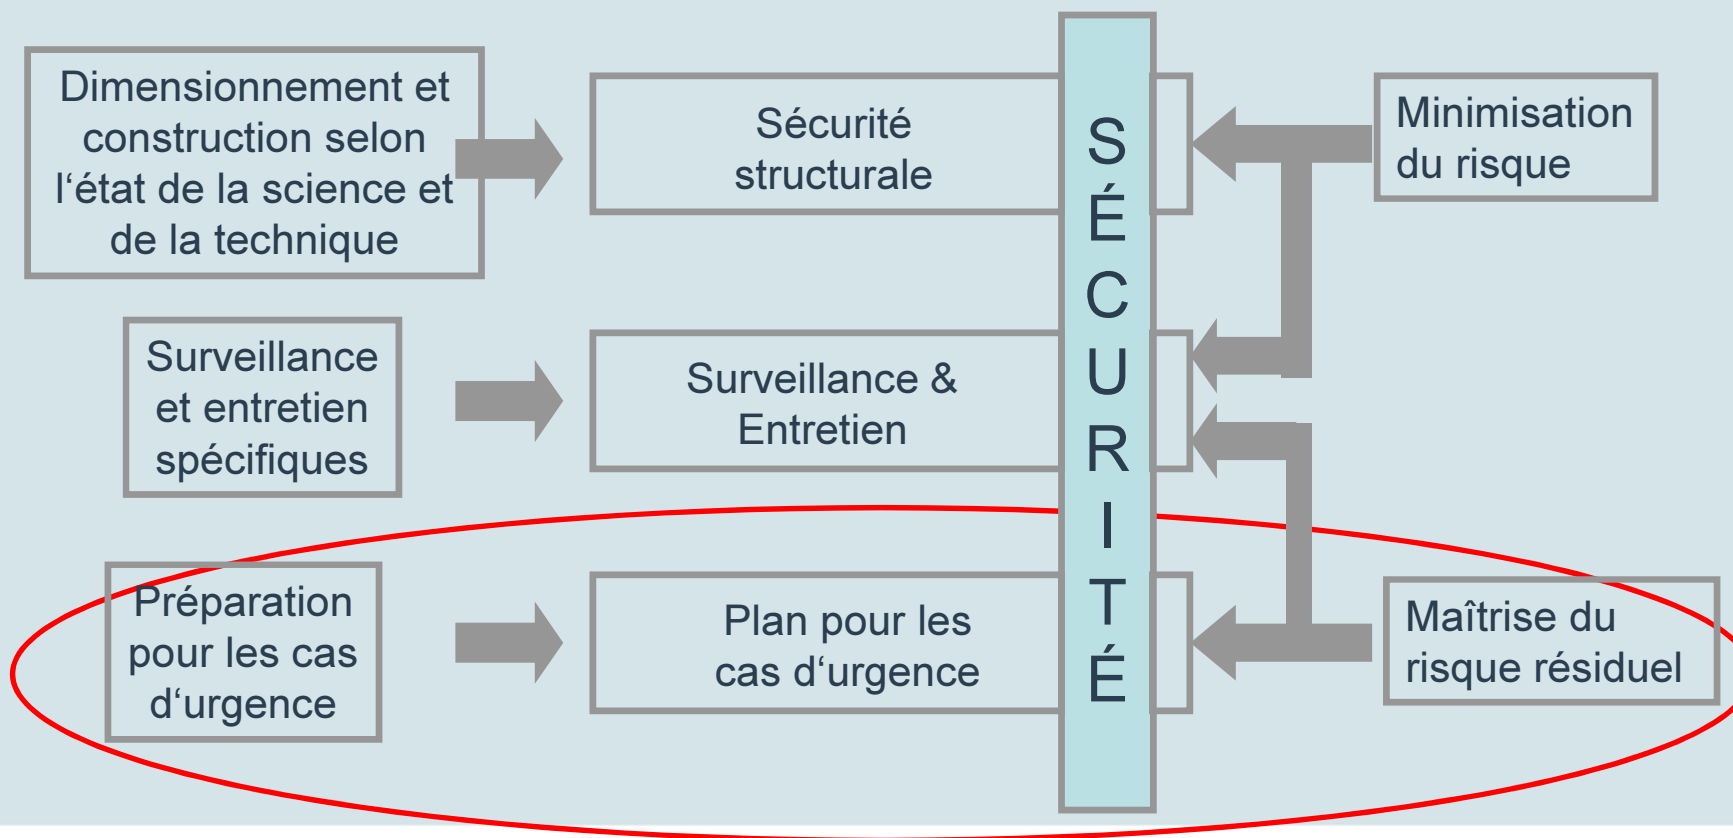 Dimensionnement et
construction selon
l‘état de la science et
de la technique
Sécurité
structurale
Minimisation
du risque
Surveillance
et entretien
spécifiques
Surveillance &
Entretien
Préparation
pour les cas
d‘urgence
Plan pour les
cas d‘urgence
Maîtrise du
risque résiduel
S
É
C
U
R
I
T
É